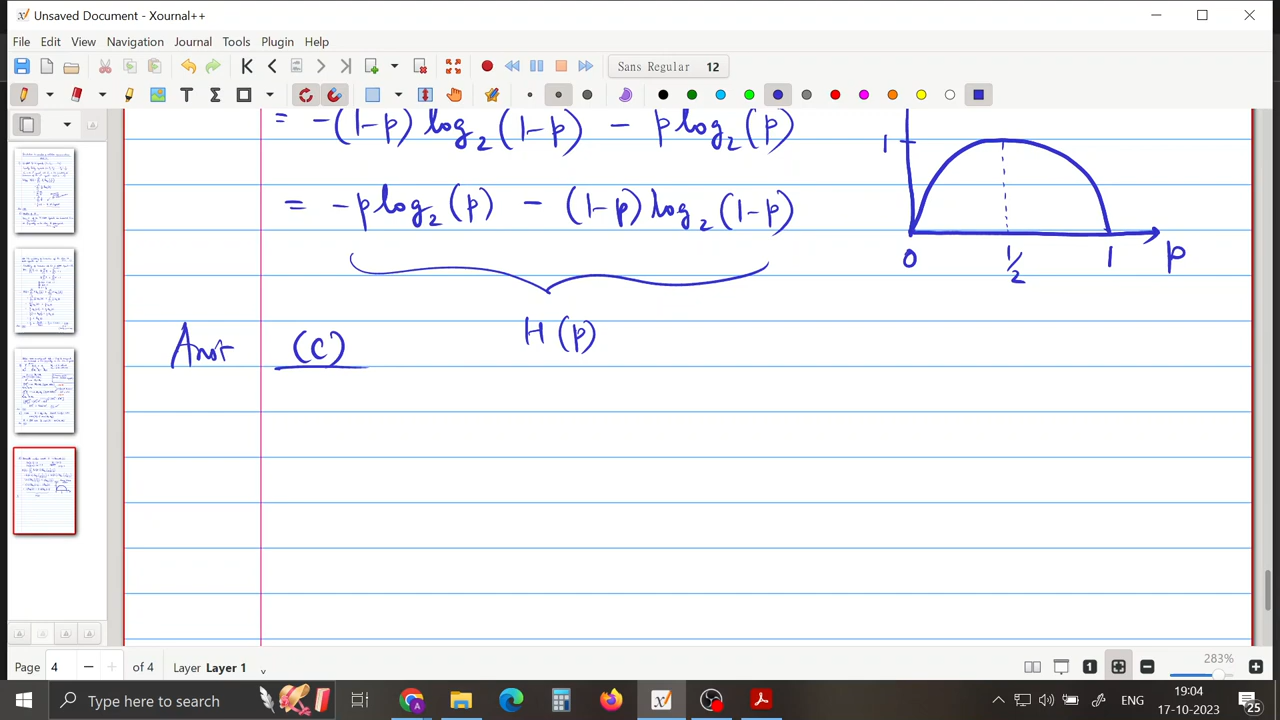 Unsaved Document - Xournal++
File Edit View Navigation Journal Tools Plugin Help
Sans Regular 12
= -(1-p) log₂(1-p) - p log₂(p)
= -p log₂(p) - (1-p) log₂(1-p)
1
0 1/2 1 p
H(p)
(C)
Page 4 of 4 Layer Layer 1 1 283%
Type here to search ENG 19:04
17-10-2023 25